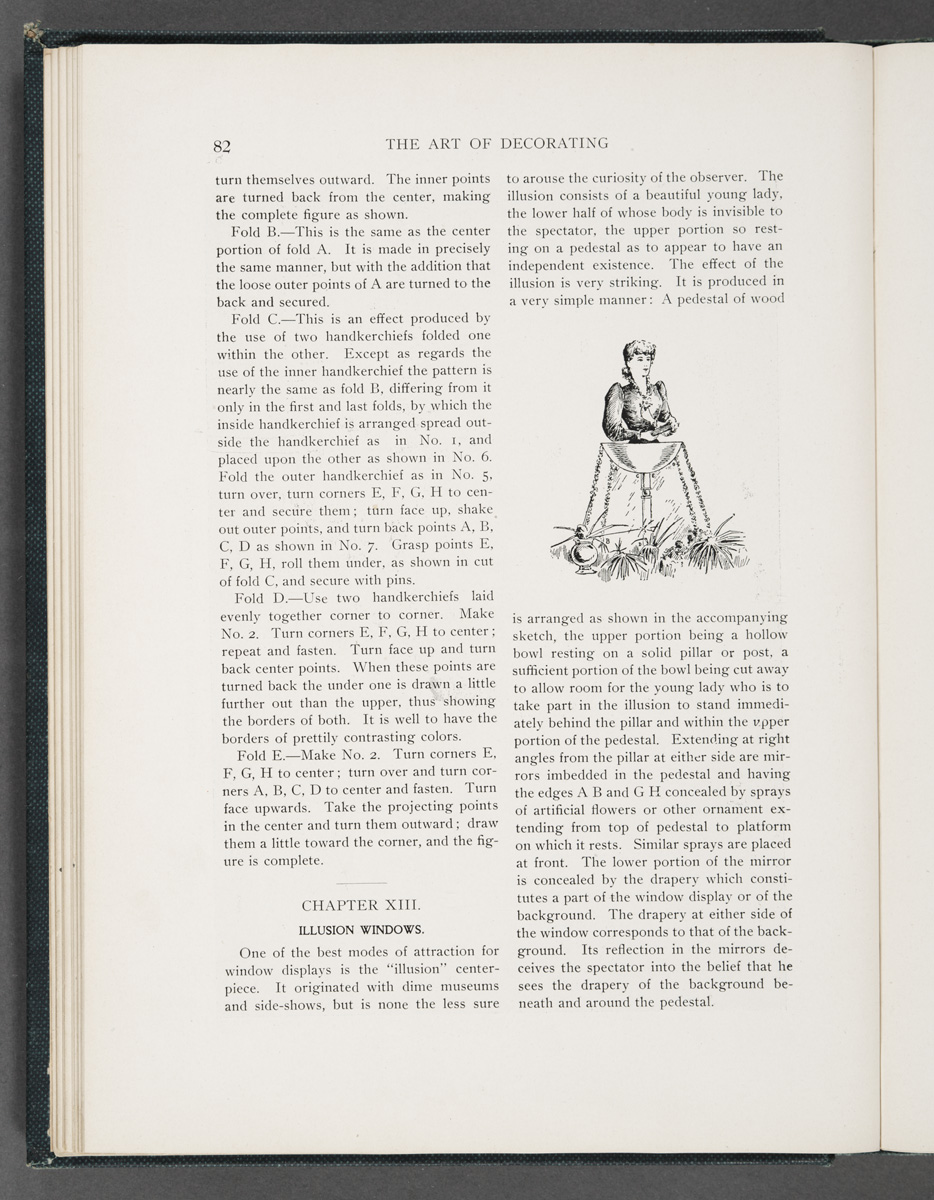 82
THE ART OF DECORATING
turn themselves outward. The inner points
are turned back from the center, making
the complete figure as shown.
Fold B.—This is the same as the center
portion of fold A. It is made in precisely
the same manner, but with the addition that
the loose outer points of A are turned to the
back and secured.
Fold C.—This is an effect produced by
the use of two handkerchiefs folded one
within the other. Except as regards the
use of the inner handkerchief the pattern is
nearly the same as fold B, differing from it
only in the first and last folds, by which the
inside handkerchief is arranged spread out-
side the handkerchief as in No. 1, and
placed upon the other as shown in No. 6.
Fold the outer handkerchief as in No. 5,
turn over, turn corners E, F, G, H to cen-
ter and secure them; turn face up, shake
out outer points, and turn back points A, B,
C, D as shown in No. 7. Grasp points E,
F, G, H, roll them under, as shown in cut
of fold C, and secure with pins.
Fold D.—Use two handkerchiefs laid
evenly together corner to corner. Make
No. 2. Turn corners E, F, G, H to center;
repeat and fasten. Turn face up and turn
back center points. When these points are
turned back the under one is drawn a little
further out than the upper, thus showing
the borders of both. It is well to have the
borders of prettily contrasting colors.
Fold E.—Make No. 2. Turn corners E,
F, G, H to center; turn over and turn cor-
ners A, B, C, D to center and fasten. Turn
face upwards. Take the projecting points
in the center and turn them outward; draw
them a little toward the corner, and the fig-
ure is complete.
CHAPTER XIII.
ILLUSION WINDOWS.
One of the best modes of attraction for
window displays is the "illusion" center-
piece. It originated with dime museums
and side-shows, but is none the less sure
to arouse the curiosity of the observer. The
illusion consists of a beautiful young lady,
the lower half of whose body is invisible to
the spectator, the upper portion so rest-
ing on a pedestal as to appear to have an
independent existence. The effect of the
illusion is very striking. It is produced in
a very simple manner: A pedestal of wood
is arranged as shown in the accompanying
sketch, the upper portion being a hollow
bowl resting on a solid pillar or post, a
sufficient portion of the bowl being cut away
to allow room for the young lady who is to
take part in the illusion to stand immedi-
ately behind the pillar and within the upper
portion of the pedestal. Extending at right
angles from the pillar at either side are mir-
rors imbedded in the pedestal and having
the edges A B and G H concealed by sprays
of artificial flowers or other ornament ex-
tending from top of pedestal to platform
on which it rests. Similar sprays are placed
at front. The lower portion of the mirror
is concealed by the drapery which consti-
tutes a part of the window display or of the
background. The drapery at either side of
the window corresponds to that of the back-
ground. Its reflection in the mirrors de-
ceives the spectator into the belief that he
sees the drapery of the background be-
neath and around the pedestal.